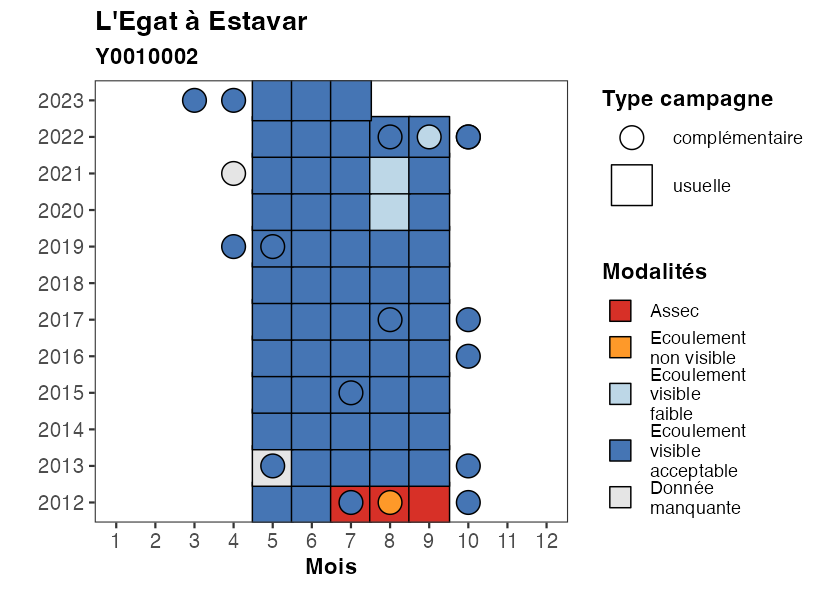 L'Egat à Estavar
Y0010002
2023
2022
2021
2020
2019
2018
2017
2016
2015
2014
2013
2012
1 2 3 4 5 6 7 8 9 10 11 12
Mois
Type campagne
complémentaire
usuelle
Modalités
Assec
Ecoulement
non visible
Ecoulement
visible
faible
Ecoulement
visible
acceptable
Donnée
manquante